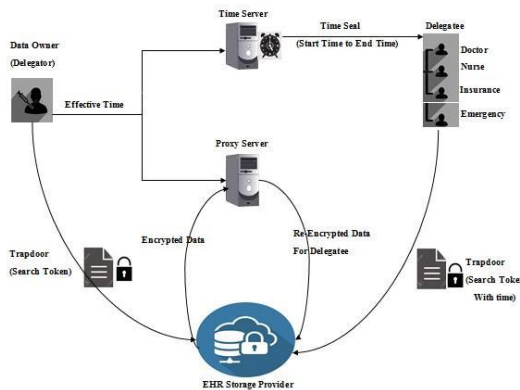 Time Server
Time Seal
(Start Time to End Time)
Delegatee
Data Owner
(Delegator)
Doctor
Nurse
Insurance
Emergency
Effective Time
Proxy Server
Encrypted Data
Re-Encrypted Data
For Delegatee
Trapdoor
(Search Token)
Trapdoor
(Search Toke
With time)
EHR Storage Provider